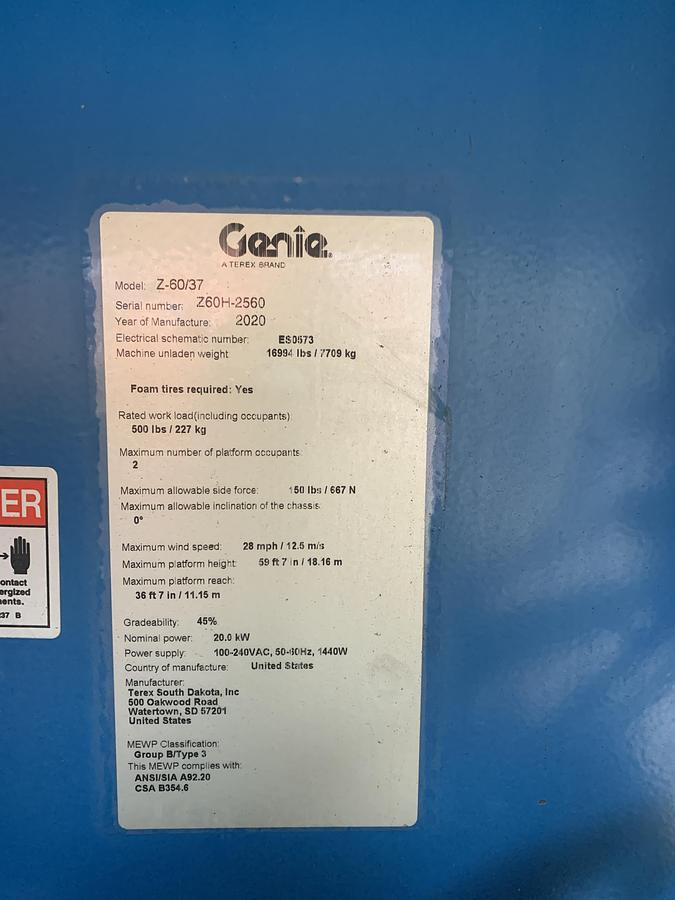 Genie
A TEREX BRAND
Model: Z-60/37
Serial number: Z60H-2560
Year of Manufacture: 2020
Electrical schematic number: ES0573
Machine unladen weight 16994 lbs / 7709 kg
Foam tires required: Yes
Rated work load(including occupants):
500 lbs / 227 kg
Maximum number of platform occupants:
2
Maximum allowable side force: 150 lbs / 667 N
Maximum allowable inclination of the chassis:
0°
Maximum wind speed: 28 mph / 12.5 m/s
Maximum platform height: 59 ft 7 in / 18.16 m
Maximum platform reach:
36 ft 7 in / 11.15 m
Gradeability: 45%
Nominal power: 20.0 kW
Power supply: 100-240VAC, 50-60Hz, 1440W
Country of manufacture: United States
Manufacturer:
Terex South Dakota, Inc
500 Oakwood Road
Watertown, SD 57201
United States
MEWP Classification:
Group B/Type 3
This MEWP complies with:
ANSI/SIA A92.20
CSA B354.6
ER
ontact
ergized
ents.
37 B